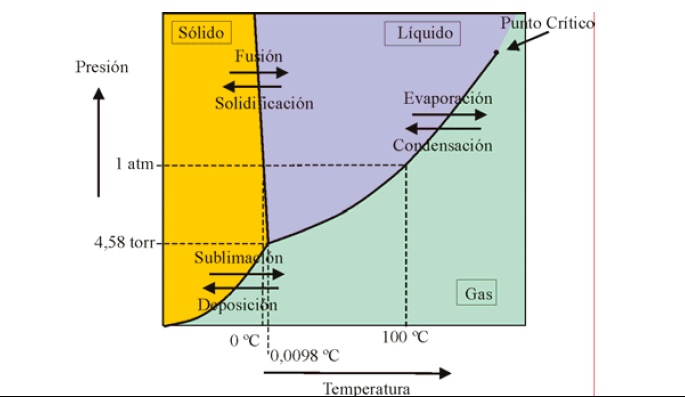 Punto Crítico
Sólido
Líquido
Fusión
Presión
Solidificación
Evaporación
Condensación
1 atm
4,58 torr
Sublimación
Deposición
Gas
0 ºC
100 ºC
0,0098 ºC
Temperatura